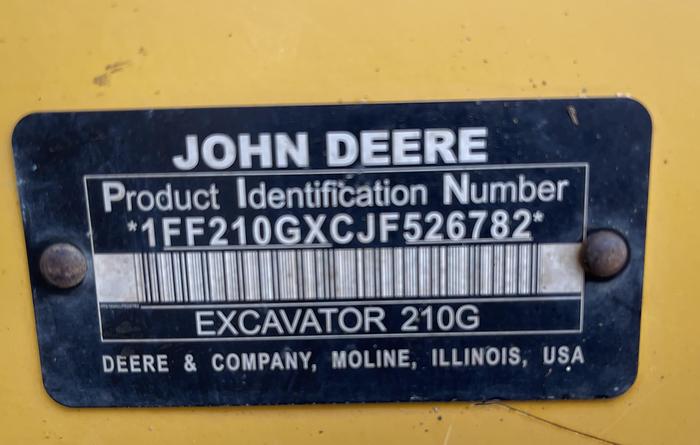 JOHN DEERE
Product Identification Number
*1FF210GXCJF526782*
EXCAVATOR 210G
DEERE & COMPANY, MOLINE, ILLINOIS, USA